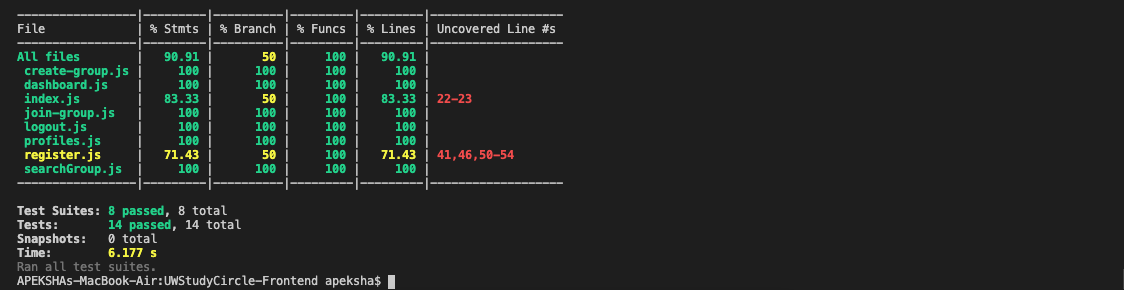 -----------------|---------|----------|---------|---------|-------------------
File             | % Stmts | % Branch | % Funcs | % Lines | Uncovered Line #s
-----------------|---------|----------|---------|---------|-------------------
All files        |   90.91 |       50 |     100 |   90.91 |
 create-group.js |     100 |      100 |     100 |     100 |
 dashboard.js    |     100 |      100 |     100 |     100 |
 index.js        |   83.33 |       50 |     100 |   83.33 | 22-23
 join-group.js   |     100 |      100 |     100 |     100 |
 logout.js       |     100 |      100 |     100 |     100 |
 profiles.js     |     100 |      100 |     100 |     100 |
 register.js     |   71.43 |       50 |     100 |   71.43 | 41,46,50-54
 searchGroup.js  |     100 |      100 |     100 |     100 |
-----------------|---------|----------|---------|---------|-------------------
Test Suites: 8 passed, 8 total
Tests:       14 passed, 14 total
Snapshots:   0 total
Time:        6.177 s
Ran all test suites.
APEKSHAs-MacBook-Air:UWStudyCircle-Frontend apeksha$